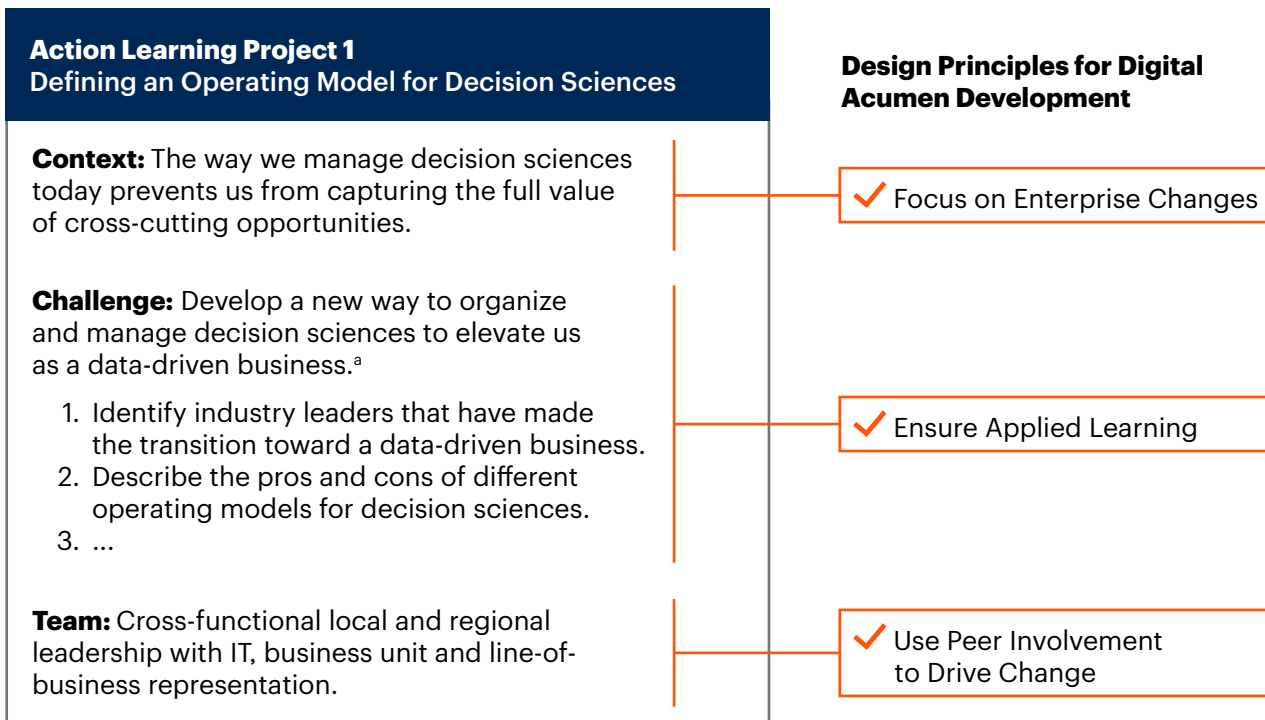 Action Learning Project 1
Defining an Operating Model for Decision Sciences
Design Principles for Digital
Acumen Development
Context: The way we manage decision sciences
today prevents us from capturing the full value
of cross-cutting opportunities.
Focus on Enterprise Changes
Challenge: Develop a new way to organize
and manage decision sciences to elevate us
as a data-driven business.ª
1. Identify industry leaders that have made
the transition toward a data-driven business.
2. Describe the pros and cons of different
operating models for decision sciences.
3. ...
Ensure Applied Learning
Team: Cross-functional local and regional
leadership with IT, business unit and line-of-
business representation.
Use Peer Involvement
to Drive Change